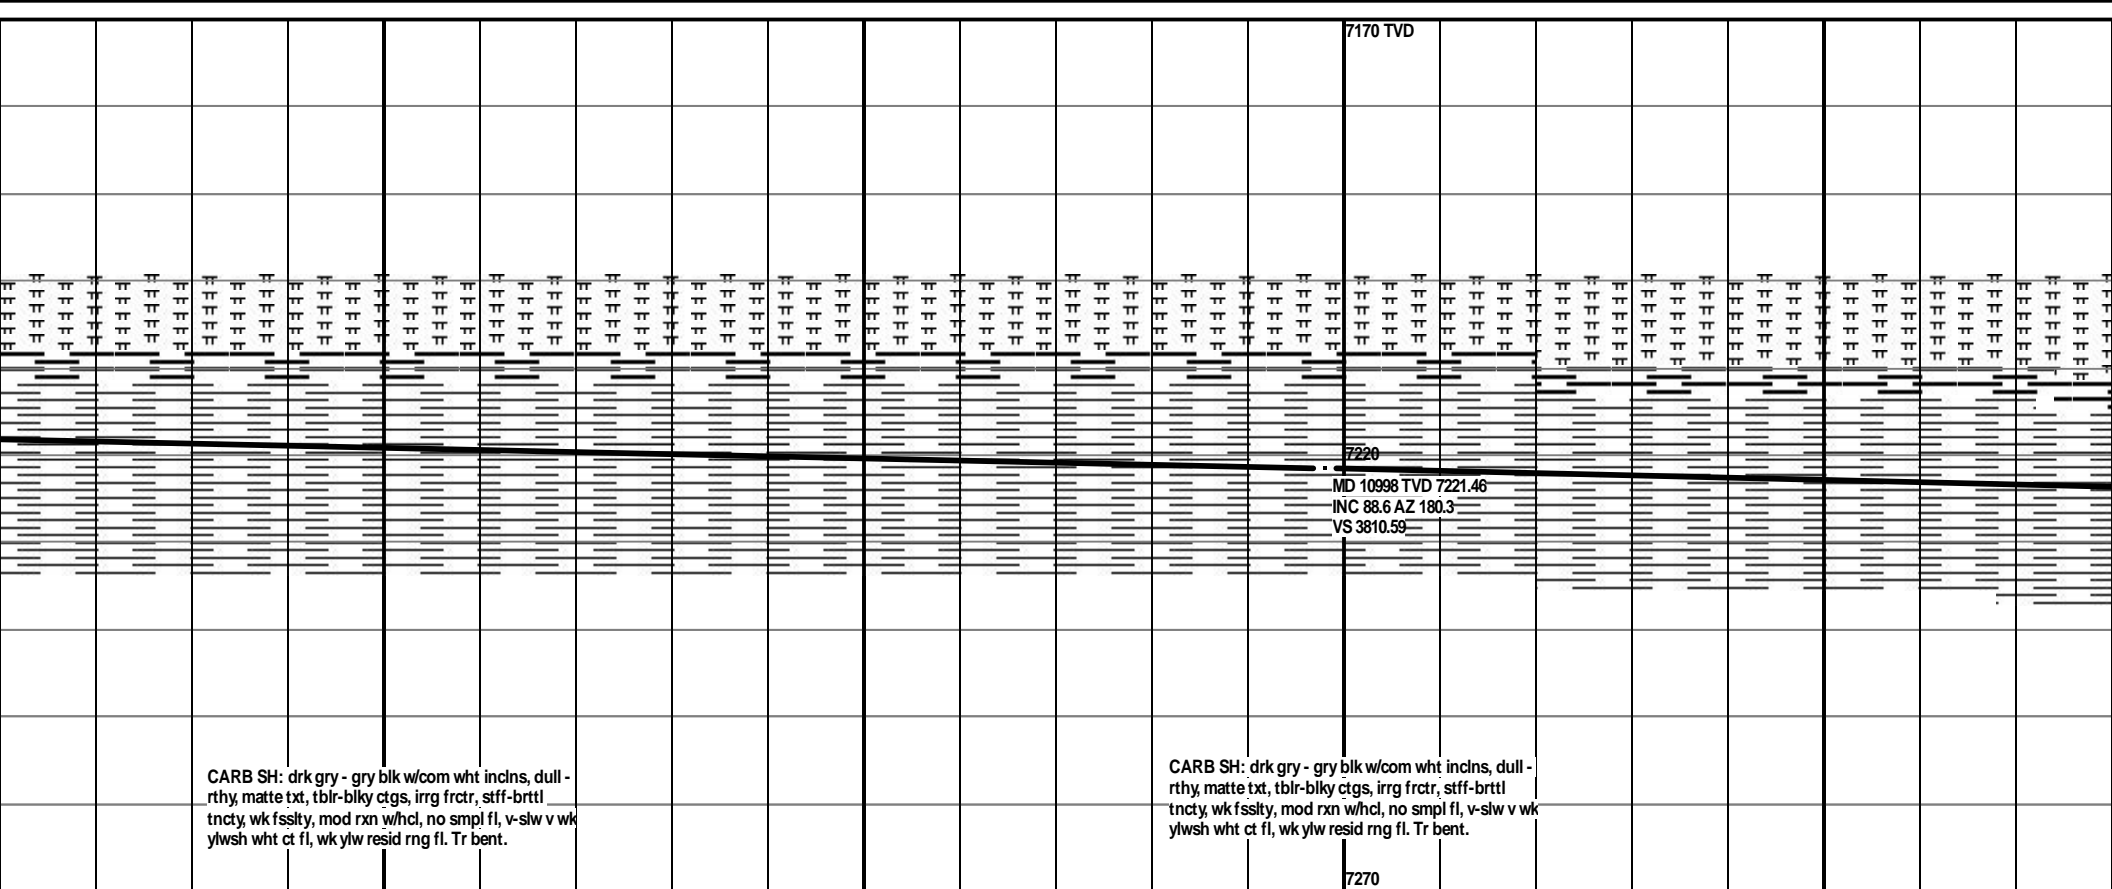 7170 TVD
7220
MD 10998 TVD 7221.46
INC 88.6 AZ 180.3
VS 3810.59
CARB SH: drk gry - gry blk w/com wht inclns, dull -
rthy, matte txt, tblr-blky ctgs, irrg frctr, stff-brttl
tncty, wk fsslty, mod rxn w/hcl, no smpl fl, v-slw v wk
ylwsh wht ct fl, wk ylw resid rng fl. Tr bent.
CARB SH: drk gry - gry blk w/com wht inclns, dull -
rthy, matte txt, tblr-blky ctgs, irrg frctr, stff-brttl
tncty, wk fsslty, mod rxn w/hcl, no smpl fl, v-slw v wk
ylwsh wht ct fl, wk ylw resid rng fl. Tr bent.
7270